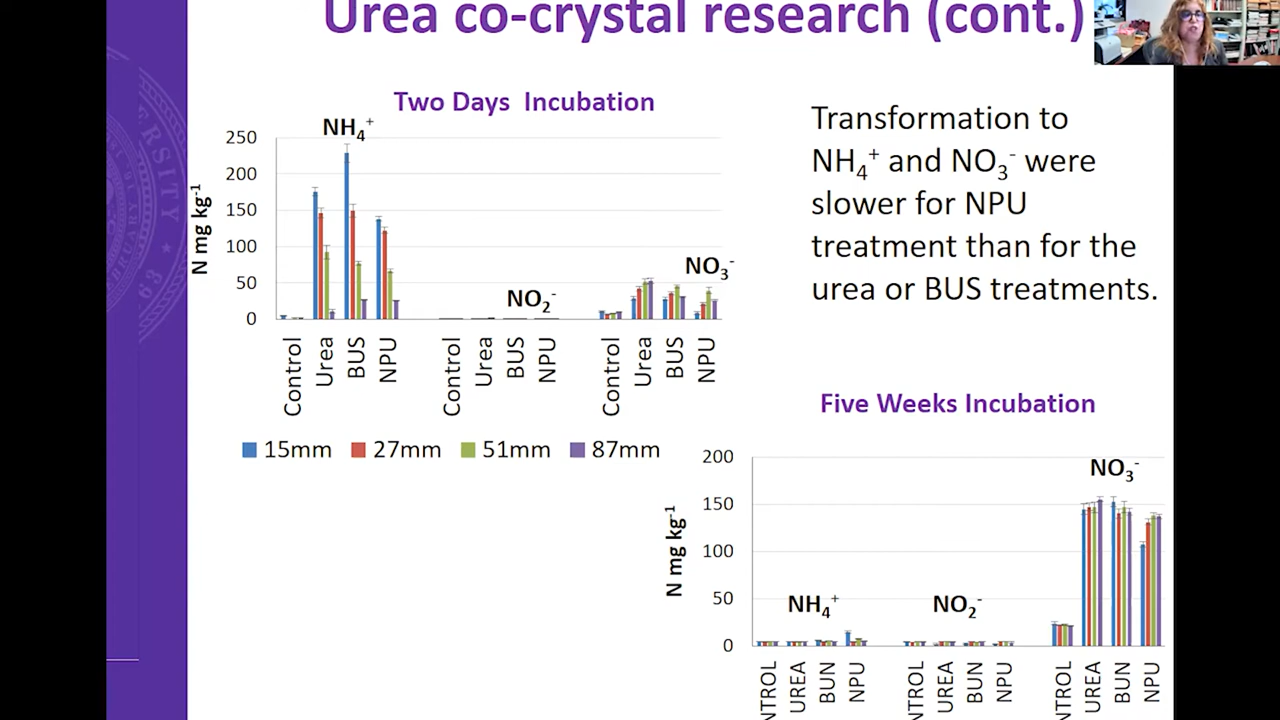 Urea co-crystal research (cont.)
Two Days Incubation
NH₄⁺
NO₂⁻
NO₃⁻
N mg kg⁻¹
250
200
150
100
50
0
Control
Urea
BUS
NPU
Control
Urea
BUS
NPU
Control
Urea
BUS
NPU
15mm 27mm 51mm 87mm
Transformation to
NH₄⁺ and NO₃⁻ were
slower for NPU
treatment than for the
urea or BUS treatments.
Five Weeks Incubation
NH₄⁺
NO₂⁻
NO₃⁻
N mg kg⁻¹
200
150
100
50
0
NTROL
UREA
BUN
NPU
NTROL
UREA
BUN
NPU
NTROL
UREA
BUN
NPU